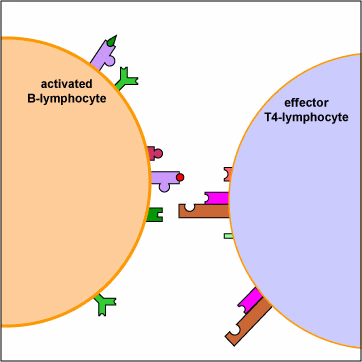 activated
B-lymphocyte
effector
T4-lymphocyte